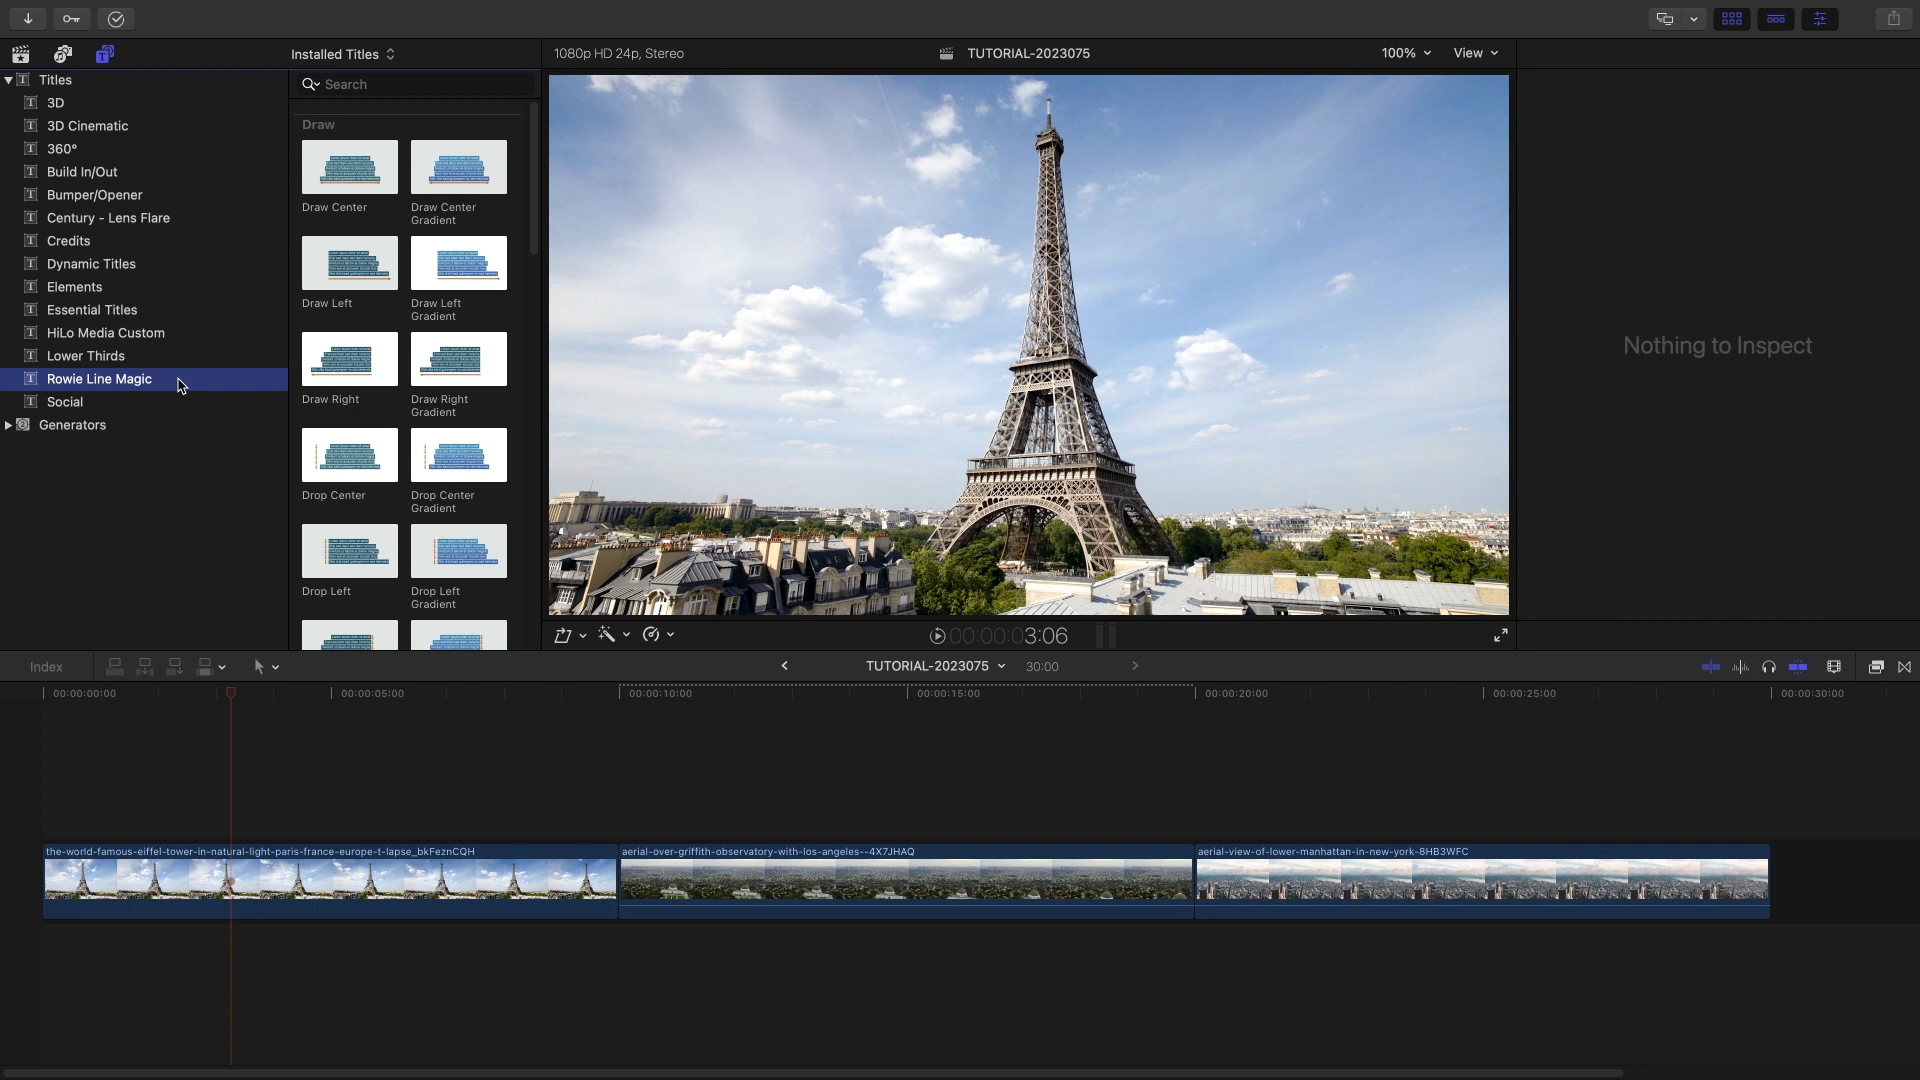 Installed Titles
1080p HD 24p, Stereo
TUTORIAL-2023075
100%
View
Titles
3D
3D Cinematic
360°
Build In/Out
Bumper/Opener
Century - Lens Flare
Credits
Dynamic Titles
Elements
Essential Titles
HiLo Media Custom
Lower Thirds
Rowie Line Magic
Social
Generators
Search
Draw
Draw Center
Draw Center
Gradient
Draw Left
Draw Left
Gradient
Draw Right
Draw Right
Gradient
Drop Center
Drop Center
Gradient
Drop Left
Drop Left
Gradient
Nothing to Inspect
00:00:03:06
Index
TUTORIAL-2023075
30:00
00:00:00:00
00:00:05:00
00:00:10:00
00:00:15:00
00:00:20:00
00:00:25:00
00:00:30:00
the-world-famous-eiffel-tower-in-natural-light-paris-france-europe-t-lapse_bkFeznCQH
aerial-over-griffith-observatory-with-los-angeles--4X7JHAQ
aerial-view-of-lower-manhattan-in-new-york-8HB3WFC